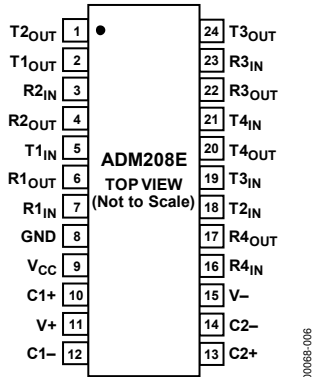 T2OUT 1 24 T3OUT
T1OUT 2 23 R3IN
R2IN 3 22 R3OUT
R2OUT 4 21 T4IN
T1IN 5 20 T4OUT
ADM208E
R1OUT 6 19 T3IN
TOP VIEW
(Not to Scale)
R1IN 7 18 T2IN
GND 8 17 R4OUT
VCC 9 16 R4IN
C1+ 10 15 V–
V+ 11 14 C2–
C1– 12 13 C2+
00068-006